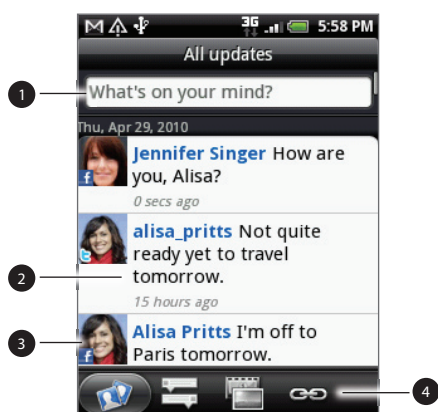 3G 5:58 PM
All updates
1
What's on your mind?
Thu, Apr 29, 2010
Jennifer Singer How are
you, Alisa?
0 secs ago
alisa_pritts Not quite
ready yet to travel
2
tomorrow.
15 hours ago
3
Alisa Pritts I'm off to
Paris tomorrow.
4